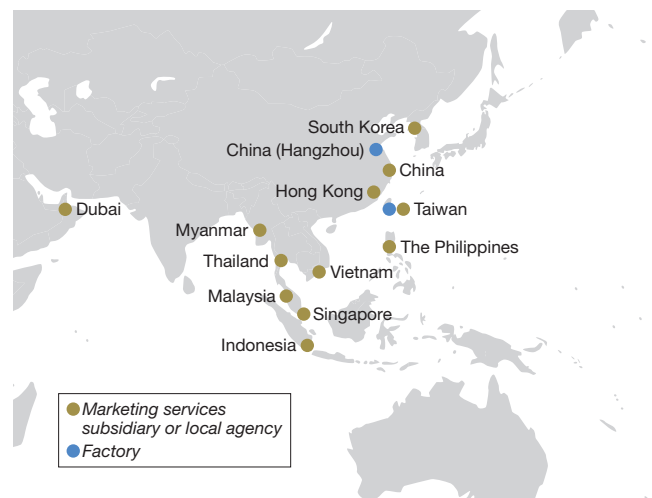 South Korea
China (Hangzhou)
China
Hong Kong
Dubai
Taiwan
Myanmar
The Philippines
Thailand
Vietnam
Malaysia
Singapore
Indonesia
Marketing services
subsidiary or local agency
Factory